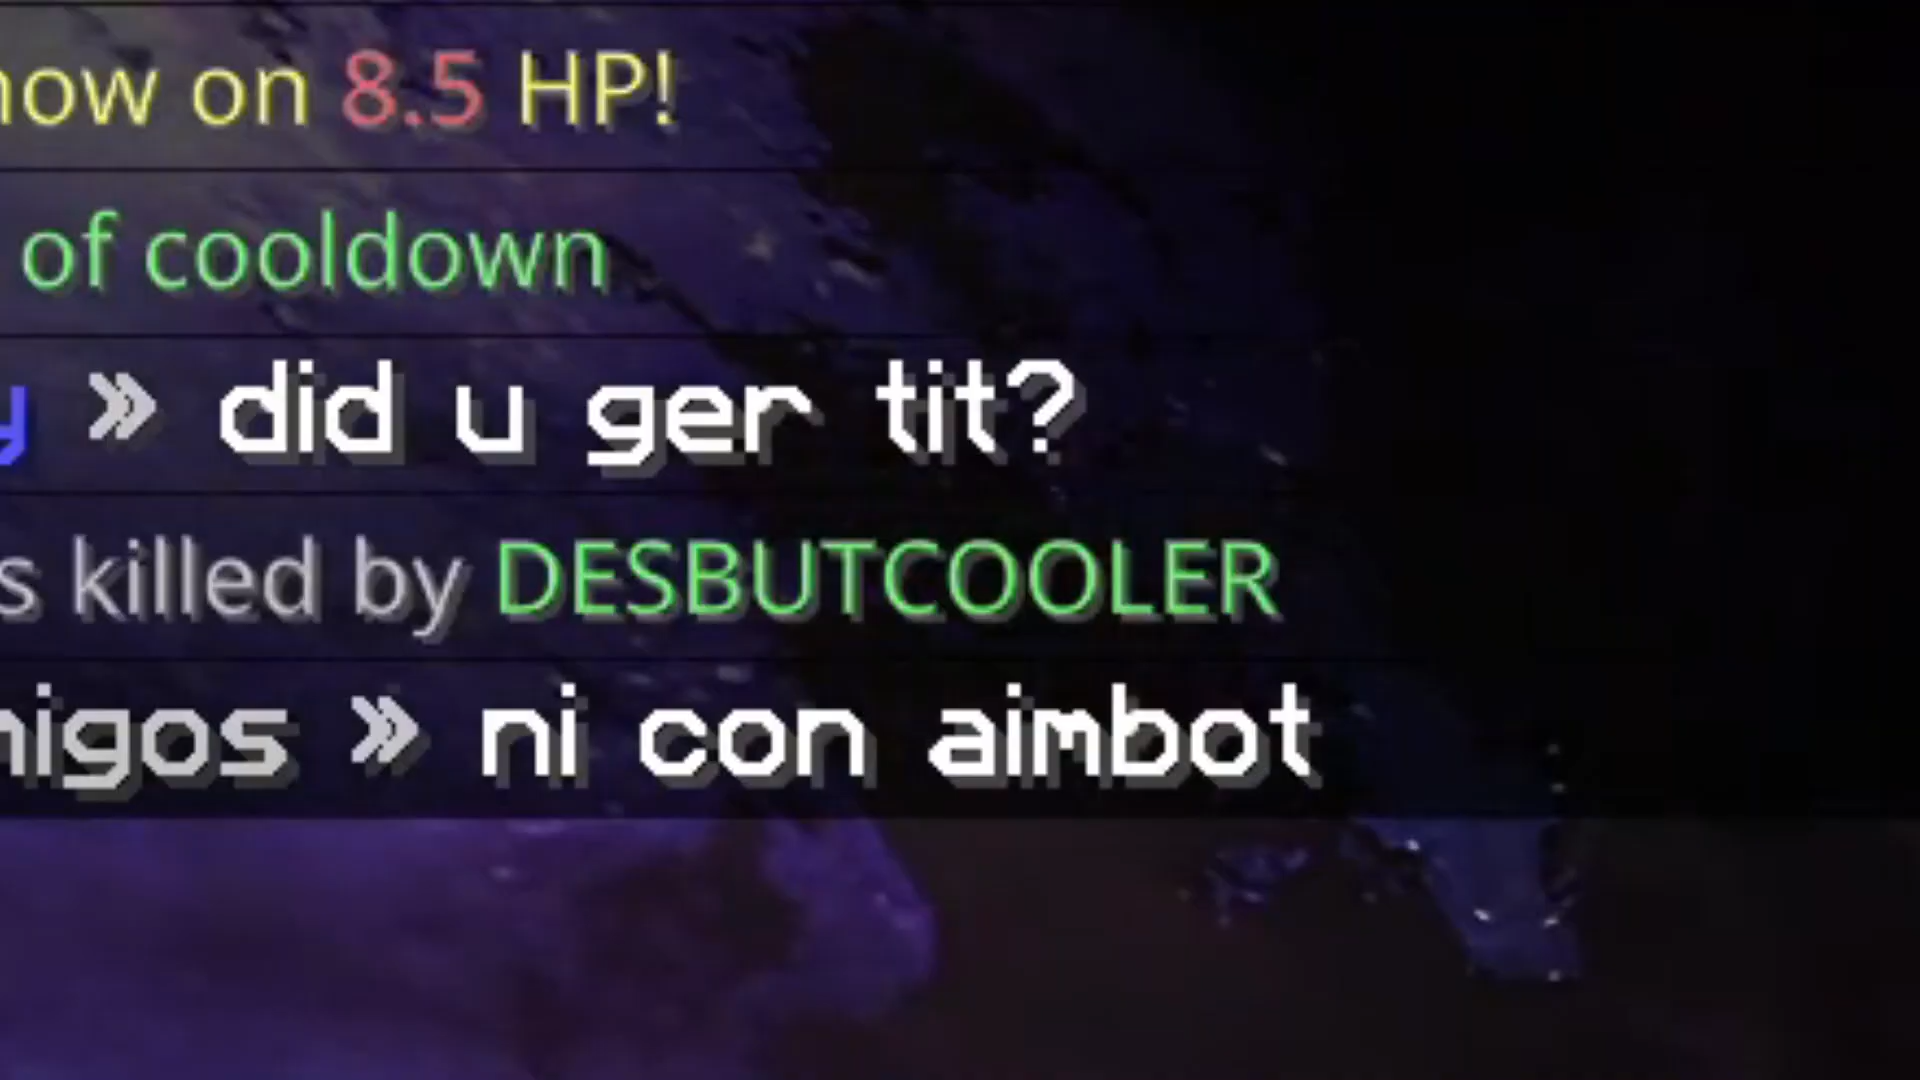 now on 8.5 HP!
of cooldown
y » did u ger tit?
s killed by DESBUTCOOLER
nigos » ni con aimbot